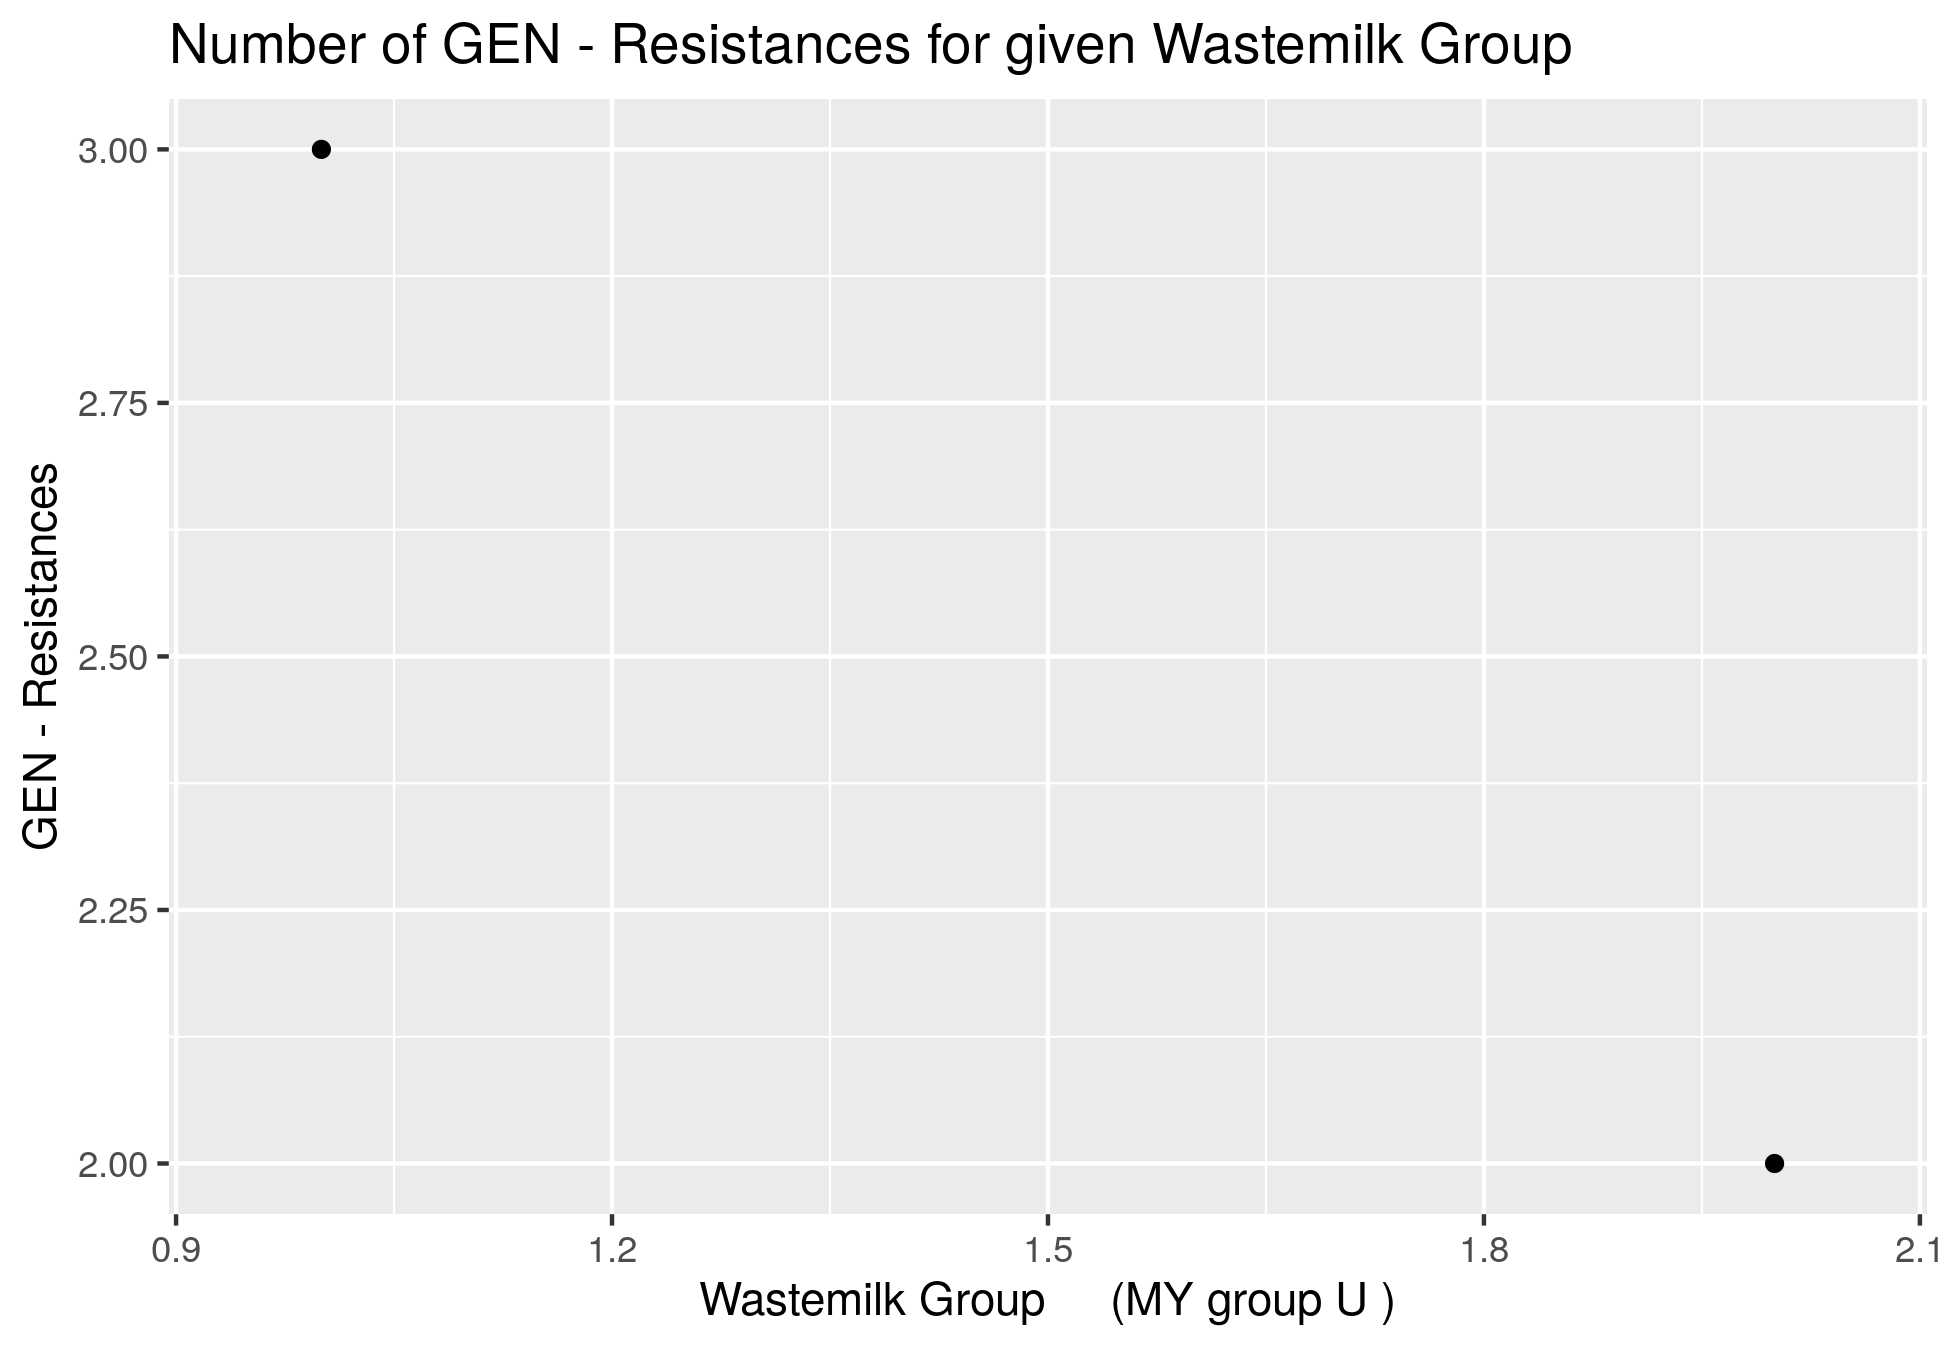 Number of GEN - Resistances for given Wastemilk Group
GEN - Resistances
3.00
2.75
2.50
2.25
2.00
0.9 1.2 1.5 1.8 2.1
Wastemilk Group (MY group U )